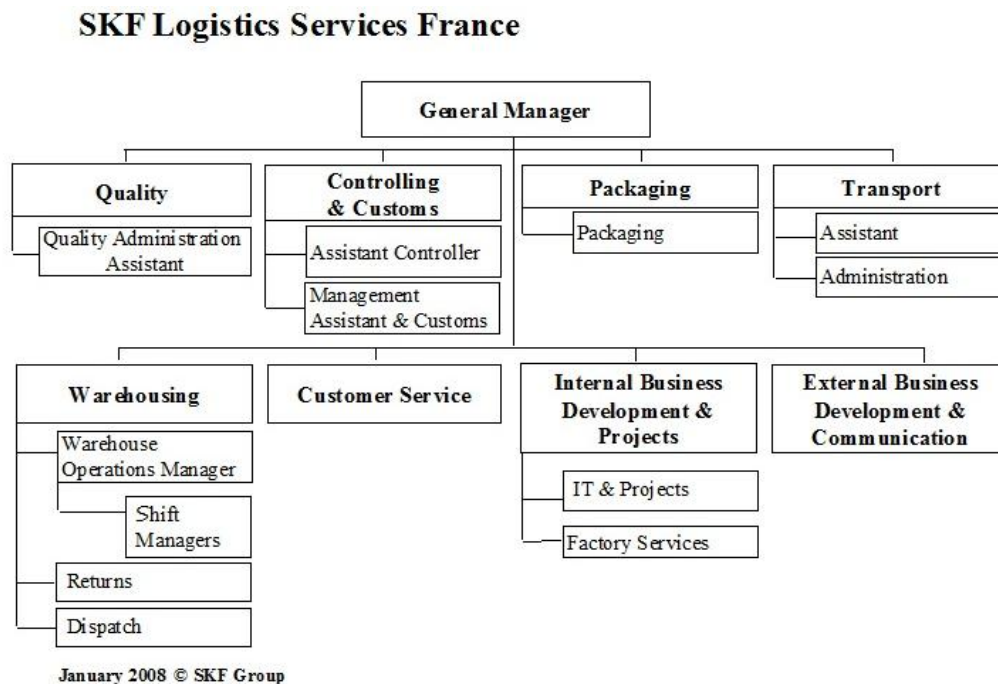 SKF Logistics Services France
General Manager
Quality
Quality Administration
Assistant
Controlling
& Customs
Assistant Controller
Management
Assistant & Customs
Packaging
Packaging
Transport
Assistant
Administration
Warehousing
Warehouse
Operations Manager
Shift
Managers
Returns
Dispatch
Customer Service
Internal Business
Development &
Projects
IT & Projects
Factory Services
External Business
Development &
Communication
January 2008 © SKF Group